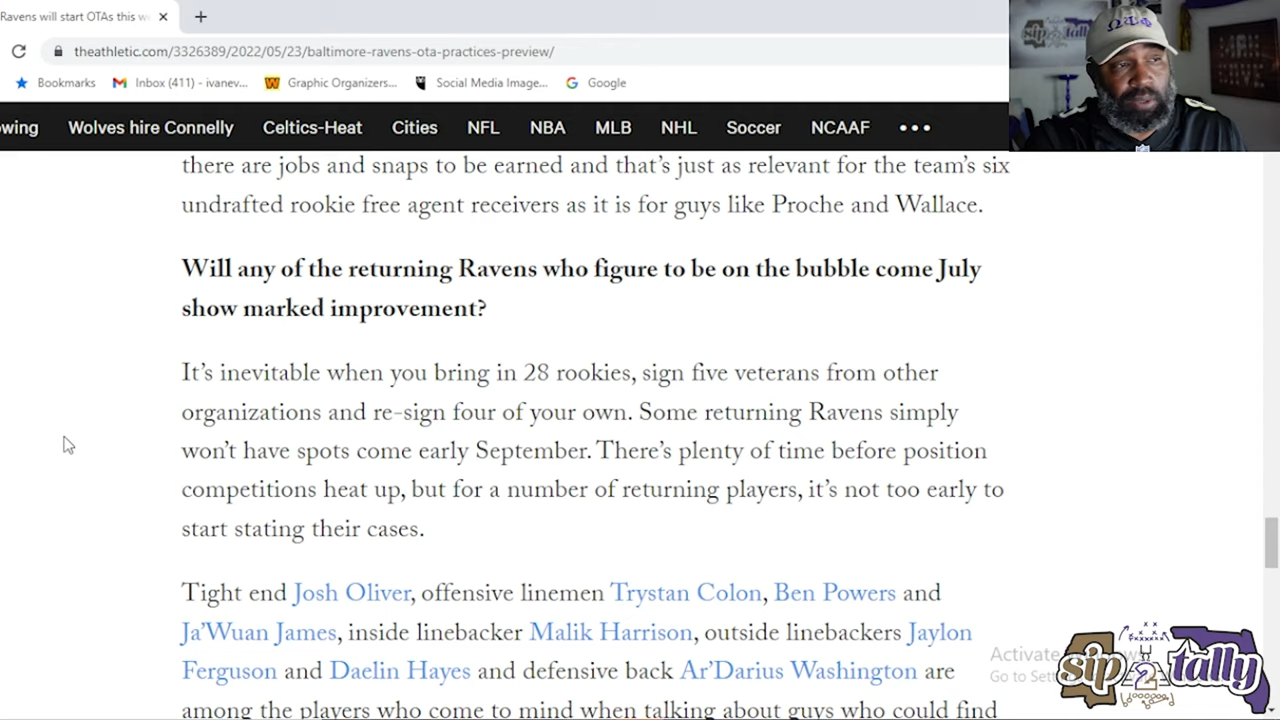 Ravens will start OTAs this w
theathletic.com/3326389/2022/05/23/baltimore-ravens-ota-practices-preview/
Bookmarks Inbox (411) - ivanev... Graphic Organizers... Social Media Image... Google
owing Wolves hire Connelly Celtics-Heat Cities NFL NBA MLB NHL Soccer NCAAF •••
there are jobs and snaps to be earned and that's just as relevant for the team's six
undrafted rookie free agent receivers as it is for guys like Proche and Wallace.
Will any of the returning Ravens who figure to be on the bubble come July
show marked improvement?
It's inevitable when you bring in 28 rookies, sign five veterans from other
organizations and re-sign four of your own. Some returning Ravens simply
won't have spots come early September. There's plenty of time before position
competitions heat up, but for a number of returning players, it's not too early to
start stating their cases.
Tight end Josh Oliver, offensive linemen Trystan Colon, Ben Powers and
Ja'Wuan James, inside linebacker Malik Harrison, outside linebackers Jaylon
Ferguson and Daelin Hayes and defensive back Ar'Darius Washington are
among the players who come to mind when talking about guys who could find
ΩΨΦ
sip
tally
Activate
Go to Set
sip 2 tally